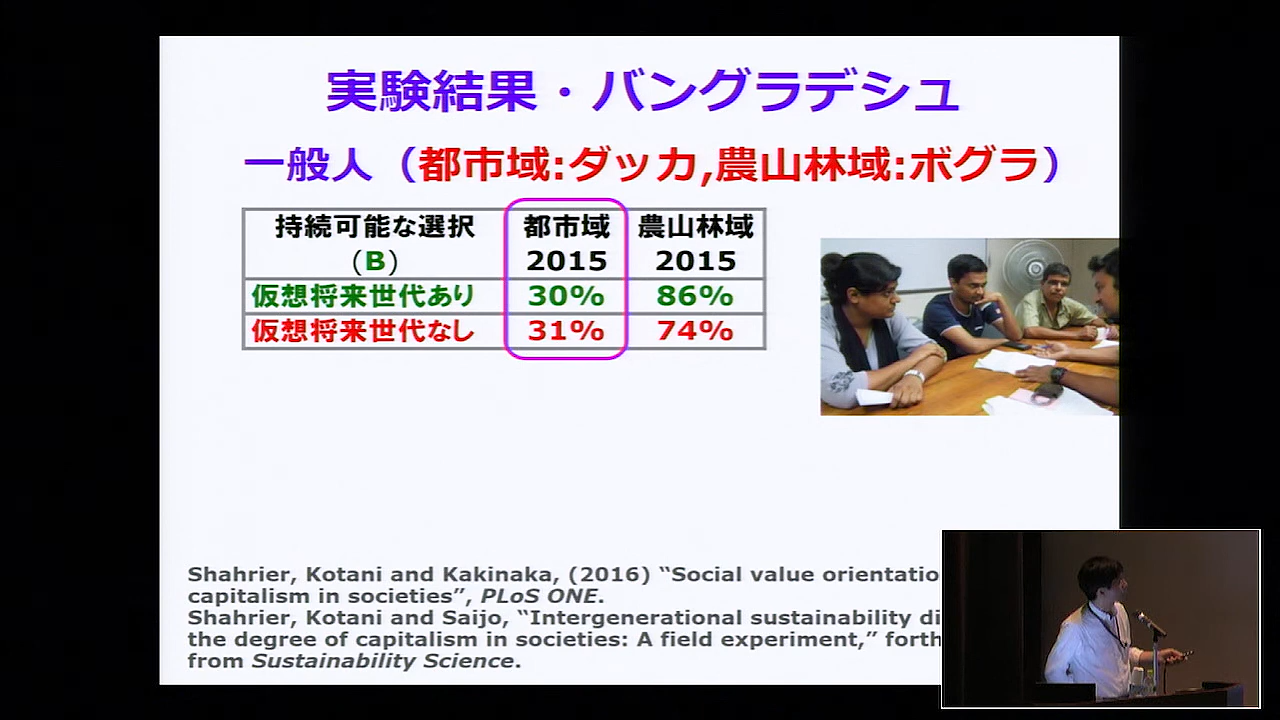 実験結果・バングラデシュ
一般人（都市域:ダッカ,農山林域:ボグラ）
持続可能な選択 都市域 農山林域
（B） 2015 2015
仮想将来世代あり 30% 86%
仮想将来世代なし 31% 74%
Shahrier, Kotani and Kakinaka, (2016) “Social value
capitalism in societies”, PLoS ONE.
Shahrier, Kotani and Saijo, “Intergenerational sustainability
the degree of capitalism in societies: A field experiment,”
from Sustainability Science.